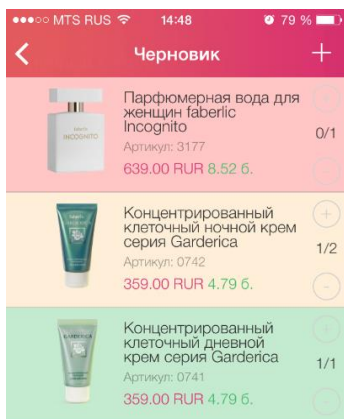 MTS RUS 14:48 79 %
Черновик
Парфюмерная вода для
женщин faberlic
Incognito
Артикул: 3177
639.00 RUR 8.52 б.
0/1
INCOGNITO
Концентрированный
клеточный ночной крем
серия Garderica
Артикул: 0742
359.00 RUR 4.79 б.
1/2
Концентрированный
клеточный дневной
крем серия Garderica
Артикул: 0741
359.00 RUR 4.79 б.
1/1
GARDERICA